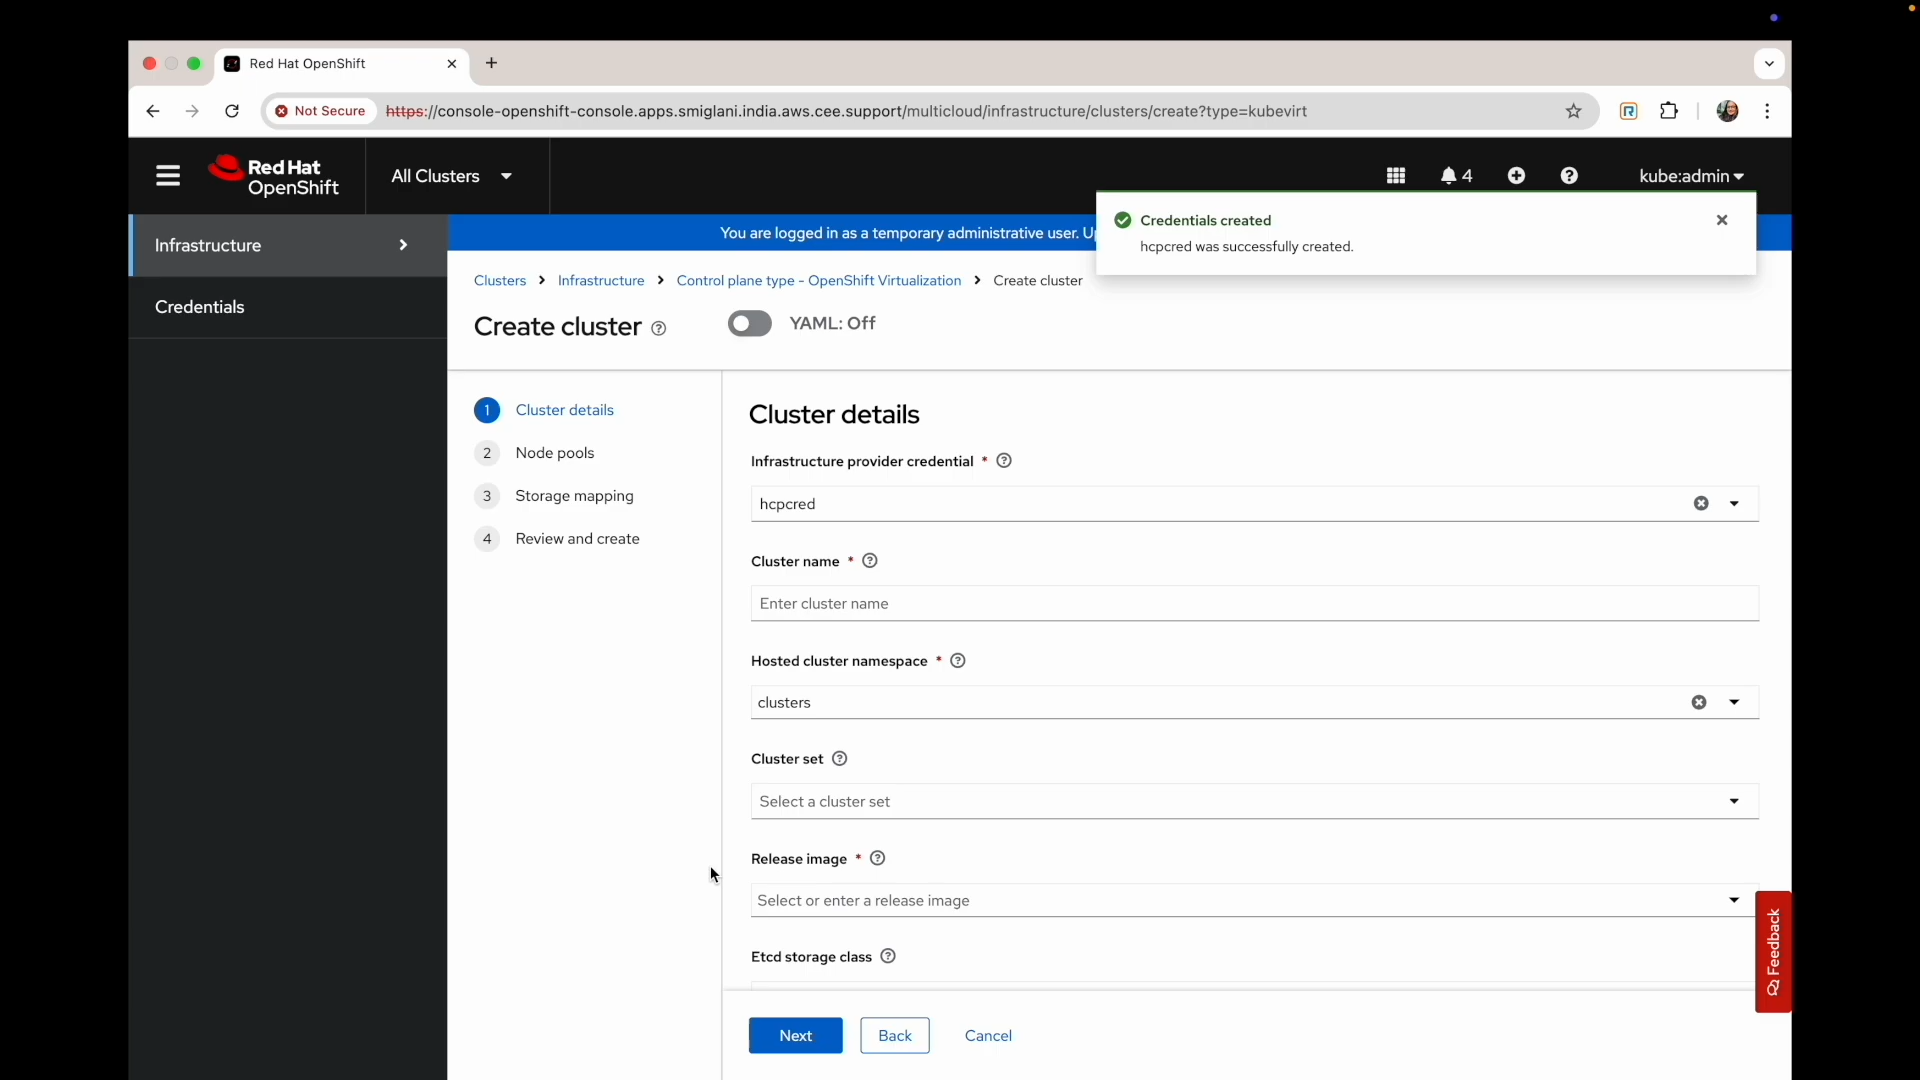 Red Hat OpenShift
Not Secure https://console-openshift-console.apps.smiglani.india.aws.cee.support/multicloud/infrastructure/clusters/create?type=kubevirt
Red Hat
OpenShift
All Clusters
4
kube:admin
Infrastructure
Credentials
You are logged in as a temporary administrative user. Up
Credentials created
hcpcred was successfully created.
Clusters
Infrastructure
Control plane type - OpenShift Virtualization
Create cluster
Create cluster
YAML: Off
1 Cluster details
2 Node pools
3 Storage mapping
4 Review and create
Cluster details
Infrastructure provider credential *
hcpcred
Cluster name *
Enter cluster name
Hosted cluster namespace *
clusters
Cluster set
Select a cluster set
Release image *
Select or enter a release image
Etcd storage class
Next
Back
Cancel
Feedback